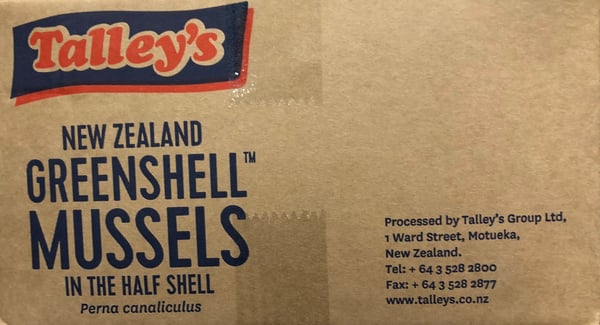 Talley's
NEW ZEALAND
GREENSHELL™
MUSSELS
IN THE HALF SHELL
Perna canaliculus
Processed by Talley's Group Ltd,
1 Ward Street, Motueka,
New Zealand.
Tel: + 64 3 528 2800
Fax: + 64 3 528 2877
www.talleys.co.nz